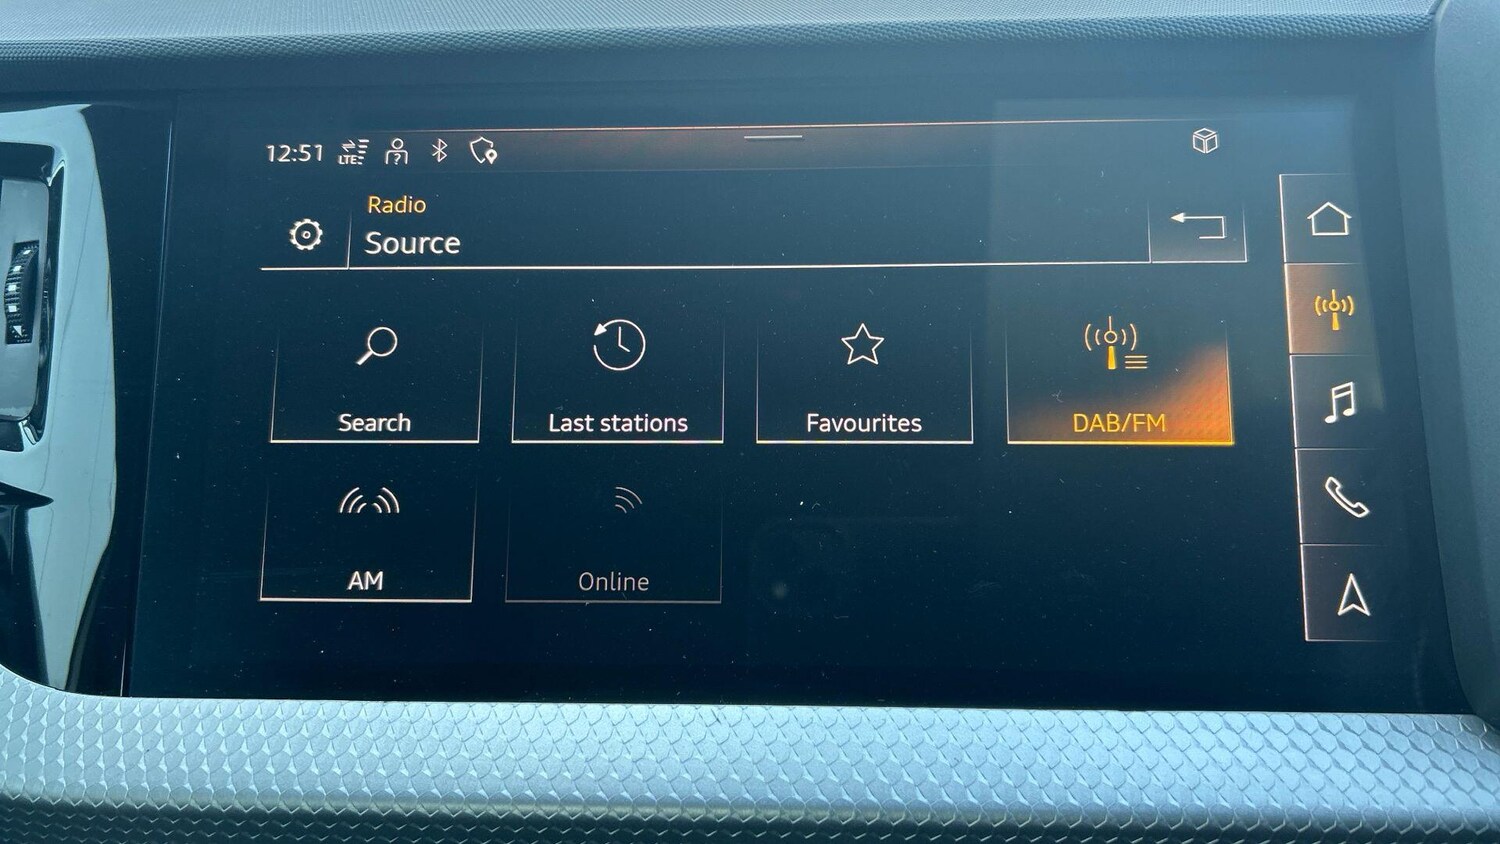 12:51 LTE ?
Radio
Source
Search
Last stations
Favourites
DAB/FM
AM
Online